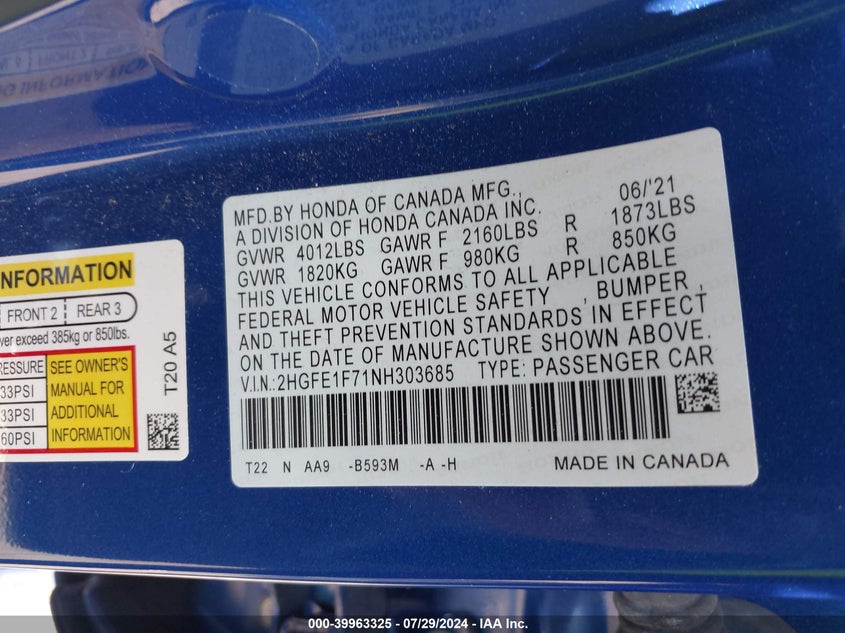 MFD.BY HONDA OF CANADA MFG., 06/'21
A DIVISION OF HONDA CANADA INC.
GVWR 4012LBS GAWR F 2160LBS R 1873LBS
GVWR 1820KG GAWR F 980KG R 850KG
THIS VEHICLE CONFORMS TO ALL APPLICABLE
FEDERAL MOTOR VEHICLE SAFETY , BUMPER ,
AND THEFT PREVENTION STANDARDS IN EFFECT
ON THE DATE OF MANUFACTURE SHOWN ABOVE.
V.I.N.:2HGFE1F71NH303685 TYPE: PASSENGER CAR
T22 N AA9 -B593M -A -H MADE IN CANADA
INFORMATION
FRONT 2 REAR 3
exceed 385kg or 850lbs.
33PSI
33PSI
60PSI
SEE OWNER'S
MANUAL FOR
ADDITIONAL
INFORMATION
T20 A5
000-39963325 / 07/29/2024 - IAA Inc.